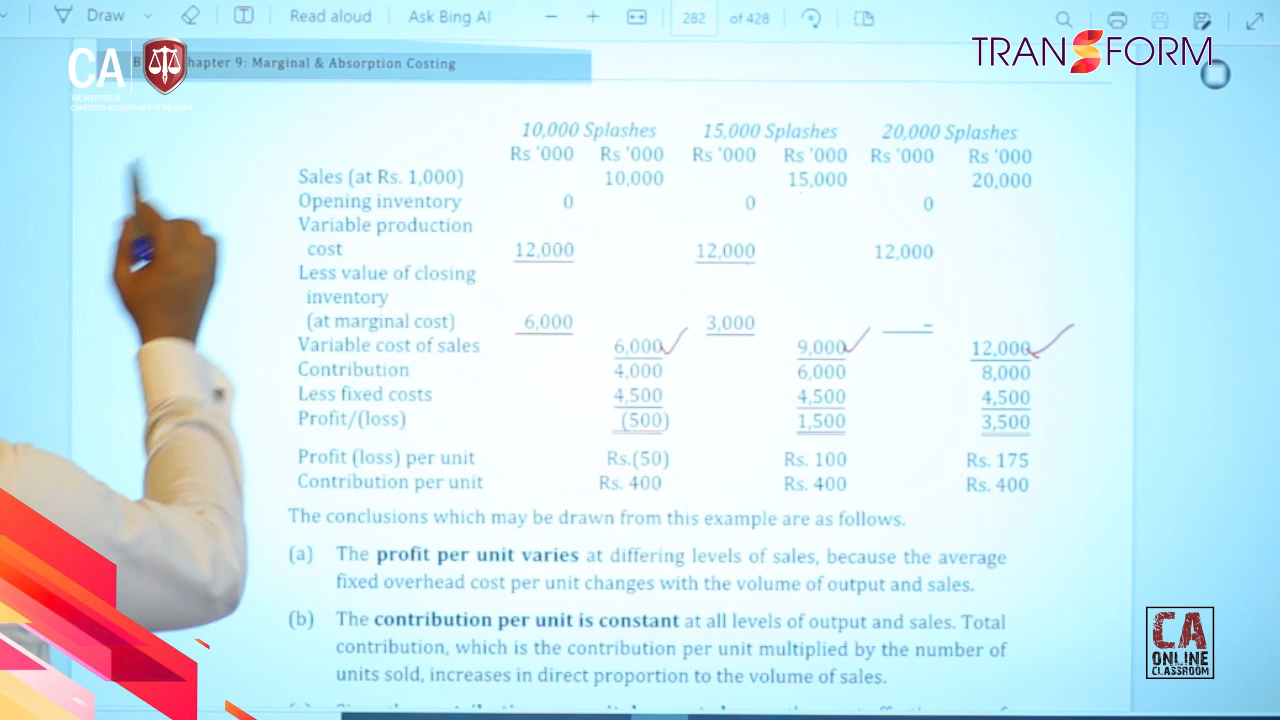 Draw
Read aloud
Ask Bing AI
282
of 428
CA
THE INSTITUTE OF
CHARTERED ACCOUNTANTS OF SRI LANKA
hapter 9: Marginal & Absorption Costing
TRANSFORM
10,000 Splashes 15,000 Splashes 20,000 Splashes
Rs '000 Rs '000 Rs '000 Rs '000 Rs '000 Rs '000
Sales (at Rs. 1,000) 10,000 15,000 20,000
Opening inventory 0 0 0
Variable production
cost 12,000 12,000 12,000
Less value of closing
inventory
(at marginal cost) 6,000 3,000 –
Variable cost of sales 6,000 9,000 12,000
Contribution 4,000 6,000 8,000
Less fixed costs 4,500 4,500 4,500
Profit/(loss) (500) 1,500 3,500
Profit (loss) per unit Rs.(50) Rs. 100 Rs. 175
Contribution per unit Rs. 400 Rs. 400 Rs. 400
The conclusions which may be drawn from this example are as follows.
(a) The profit per unit varies at differing levels of sales, because the average
fixed overhead cost per unit changes with the volume of output and sales.
(b) The contribution per unit is constant at all levels of output and sales. Total
contribution, which is the contribution per unit multiplied by the number of
units sold, increases in direct proportion to the volume of sales.
CA
ONLINE
CLASSROOM